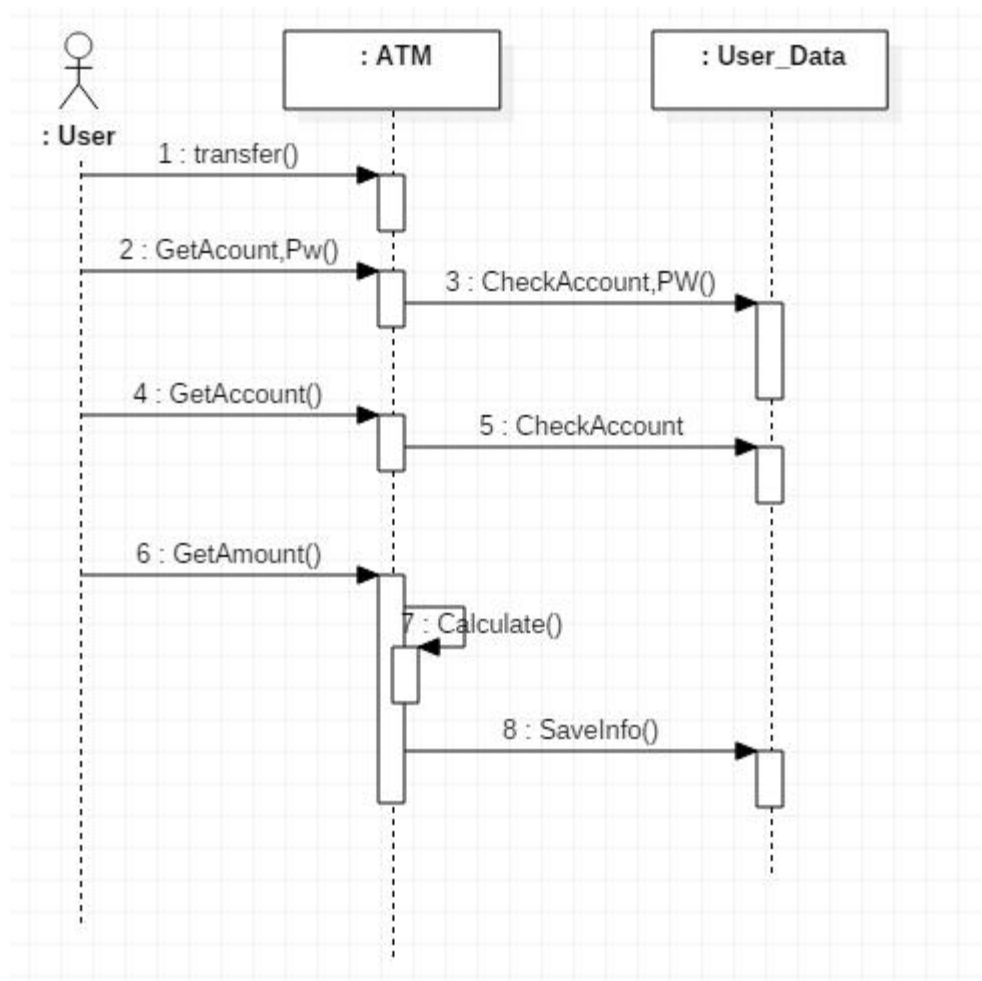 : ATM
: User_Data
: User
1 : transfer()
2 : GetAcount,Pw()
3 : CheckAccount,PW()
4 : GetAccount()
5 : CheckAccount
6 : GetAmount()
7 : Calculate()
8 : SaveInfo()